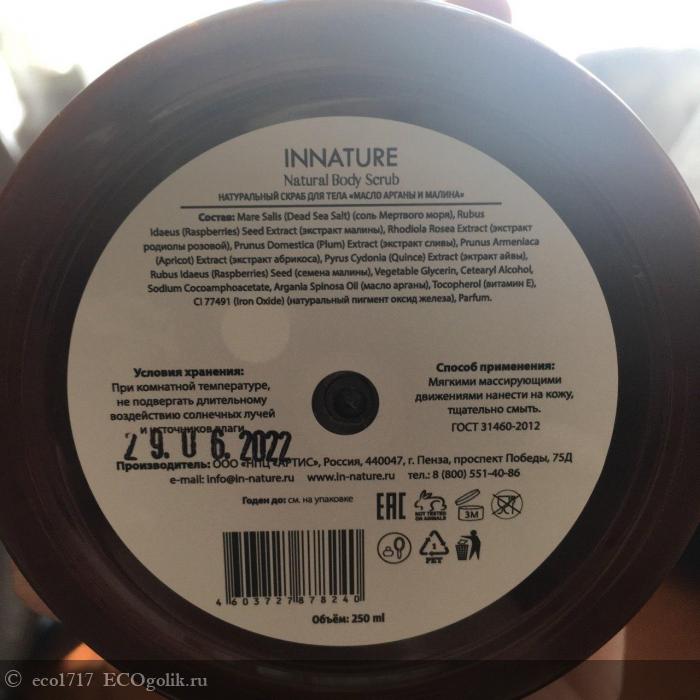 INNATURE
Natural Body Scrub
НАТУРАЛЬНЫЙ СКРАБ ДЛЯ ТЕЛА «МАСЛО АРГАНЫ И МАЛИНА»
Состав: Mare Salis (Dead Sea Salt) (соль Мертвого моря), Rubus
Idaeus (Raspberries) Seed Extract (экстракт малины), Rhodiola Rosea Extract (экстракт
родиолы розовой), Prunus Domestica (Plum) Extract (экстракт сливы), Prunus Armeniaca
(Apricot) Extract (экстракт абрикоса), Pyrus Cydonia (Quince) Extract (экстракт айвы),
Rubus Idaeus (Raspberries) Seed (семена малины), Vegetable Glycerin, Cetearyl Alcohol,
Sodium Cocoamphoacetate, Argania Spinosa Oil (масло арганы), Tocopherol (витамин Е),
CI 77491 (Iron Oxide) (натуральный пигмент оксид железа), Parfum.
Условия хранения:
При комнатной температуре,
не подвергать длительному
воздействию солнечных лучей
и источников влаги
29.06.2022
Способ применения:
Мягкими массирующими
движениями нанести на кожу,
тщательно смыть.
ГОСТ 31460-2012
Производитель: ООО «НПЦ «АРТИС», Россия, 440047, г. Пенза, проспект Победы, 75Д
e-mail: info@in-nature.ru www.in-nature.ru тел.: 8 (800) 551-40-86
Годен до: см. на упаковке
EAC
NOT TESTED
ON ANIMALS
3M
1
PET
4603727878240
Объём: 250 ml
© eco1717 ECOgolik.ru